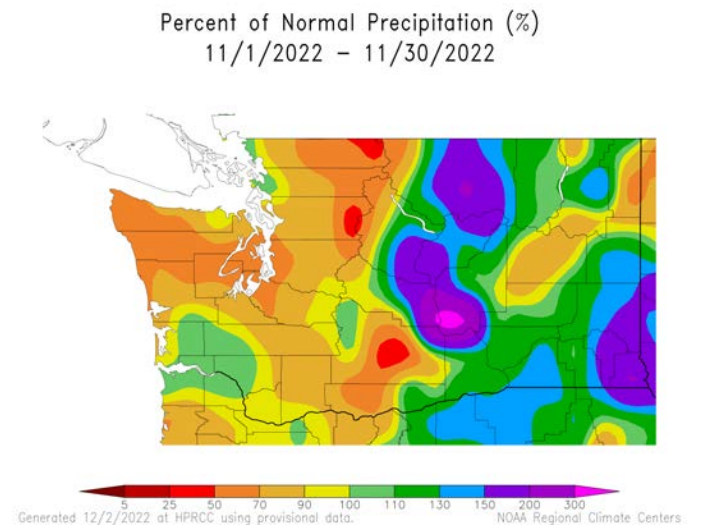 Percent of Normal Precipitation (%)
11/1/2022 – 11/30/2022
5 25 50 70 90 100 110 130 150 200 300
Generated 12/2/2022 at HPRCC using provisional data. NOAA Regional Climate Centers